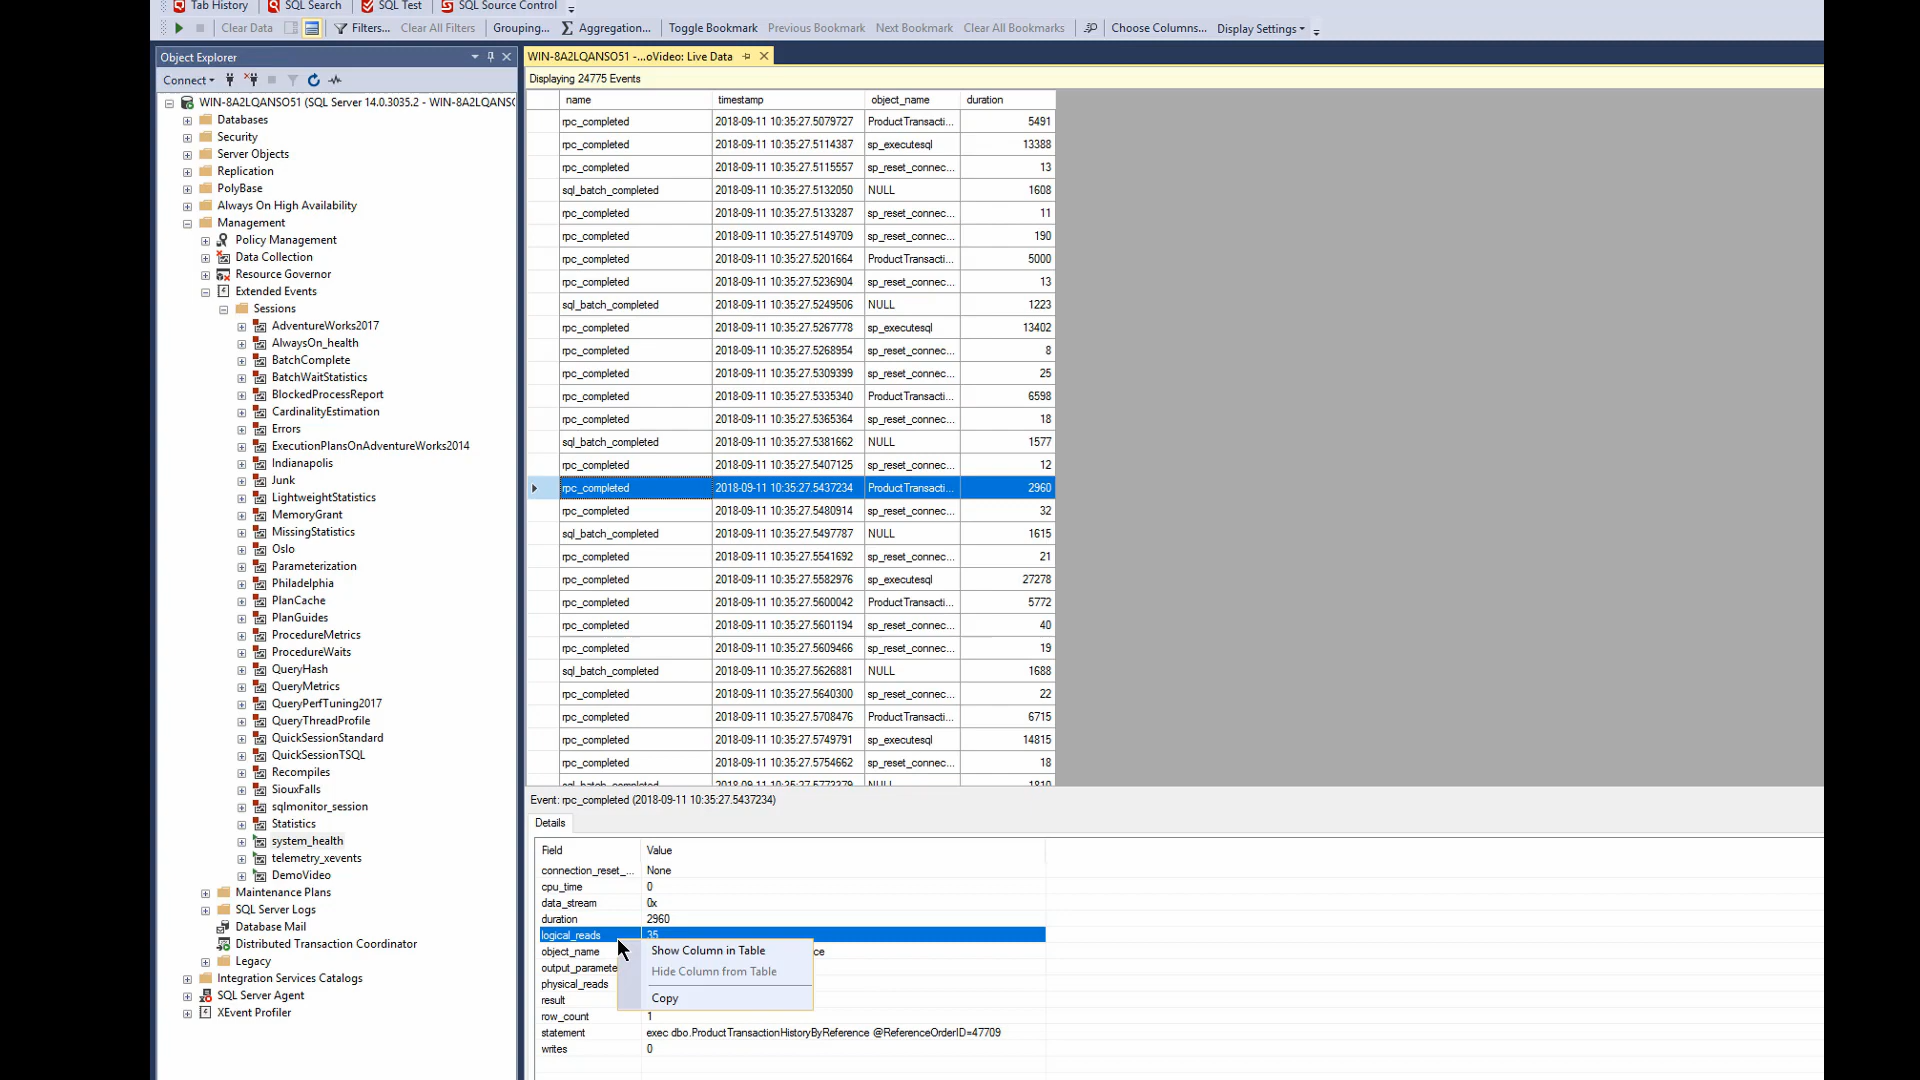 Tab History SQL Search SQL Test SQL Source Control
Clear Data Filters... Clear All Filters Grouping... Aggregation... Toggle Bookmark Previous Bookmark Next Bookmark Clear All Bookmarks Choose Columns... Display Settings
Object Explorer
Connect
WIN-8A2LQANSO51 (SQL Server 14.0.3035.2 - WIN-8A2LQANSO
Databases
Security
Server Objects
Replication
PolyBase
Always On High Availability
Management
Policy Management
Data Collection
Resource Governor
Extended Events
Sessions
AdventureWorks2017
AlwaysOn_health
BatchComplete
BatchWaitStatistics
BlockedProcessReport
CardinalityEstimation
Errors
ExecutionPlansOnAdventureWorks2014
Indianapolis
Junk
LightweightStatistics
MemoryGrant
MissingStatistics
Oslo
Parameterization
Philadelphia
PlanCache
PlanGuides
ProcedureMetrics
ProcedureWaits
QueryHash
QueryMetrics
QueryPerfTuning2017
QueryThreadProfile
QuickSessionStandard
QuickSessionTSQL
Recompiles
SiouxFalls
sqlmonitor_session
Statistics
system_health
telemetry_xevents
DemoVideo
Maintenance Plans
SQL Server Logs
Database Mail
Distributed Transaction Coordinator
Legacy
Integration Services Catalogs
SQL Server Agent
XEvent Profiler
WIN-8A2LQANSO51 -...oVideo: Live Data
Displaying 24775 Events
name timestamp object_name duration
rpc_completed 2018-09-11 10:35:27.5079727 ProductTransacti... 5491
rpc_completed 2018-09-11 10:35:27.5114387 sp_executesql 13388
rpc_completed 2018-09-11 10:35:27.5115557 sp_reset_connec... 13
sql_batch_completed 2018-09-11 10:35:27.5132050 NULL 1608
rpc_completed 2018-09-11 10:35:27.5133287 sp_reset_connec... 11
rpc_completed 2018-09-11 10:35:27.5149709 sp_reset_connec... 190
rpc_completed 2018-09-11 10:35:27.5201664 ProductTransacti... 5000
rpc_completed 2018-09-11 10:35:27.5236904 sp_reset_connec... 13
sql_batch_completed 2018-09-11 10:35:27.5249506 NULL 1223
rpc_completed 2018-09-11 10:35:27.5267778 sp_executesql 13402
rpc_completed 2018-09-11 10:35:27.5268954 sp_reset_connec... 8
rpc_completed 2018-09-11 10:35:27.5309399 sp_reset_connec... 25
rpc_completed 2018-09-11 10:35:27.5335340 ProductTransacti... 6598
rpc_completed 2018-09-11 10:35:27.5365364 sp_reset_connec... 18
sql_batch_completed 2018-09-11 10:35:27.5381662 NULL 1577
rpc_completed 2018-09-11 10:35:27.5407125 sp_reset_connec... 12
rpc_completed 2018-09-11 10:35:27.5437234 ProductTransacti... 2960
rpc_completed 2018-09-11 10:35:27.5480914 sp_reset_connec... 32
sql_batch_completed 2018-09-11 10:35:27.5497787 NULL 1615
rpc_completed 2018-09-11 10:35:27.5541692 sp_reset_connec... 21
rpc_completed 2018-09-11 10:35:27.5582976 sp_executesql 27278
rpc_completed 2018-09-11 10:35:27.5600042 ProductTransacti... 5772
rpc_completed 2018-09-11 10:35:27.5601194 sp_reset_connec... 40
rpc_completed 2018-09-11 10:35:27.5609466 sp_reset_connec... 19
sql_batch_completed 2018-09-11 10:35:27.5626881 NULL 1688
rpc_completed 2018-09-11 10:35:27.5640300 sp_reset_connec... 22
rpc_completed 2018-09-11 10:35:27.5708476 ProductTransacti... 6715
rpc_completed 2018-09-11 10:35:27.5749791 sp_executesql 14815
rpc_completed 2018-09-11 10:35:27.5754662 sp_reset_connec... 18
sql_batch_completed 2018-09-11 10:35:27.5773379 NULL 1810
Event: rpc_completed (2018-09-11 10:35:27.5437234)
Details
Field Value
connection_reset_... None
cpu_time 0
data_stream 0x
duration 2960
logical_reads 35
object_name ce
output_paramete
physical_reads
result
row_count 1
statement exec dbo.ProductTransactionHistoryByReference @ReferenceOrderID=47709
writes 0
Show Column in Table
Hide Column from Table
Copy